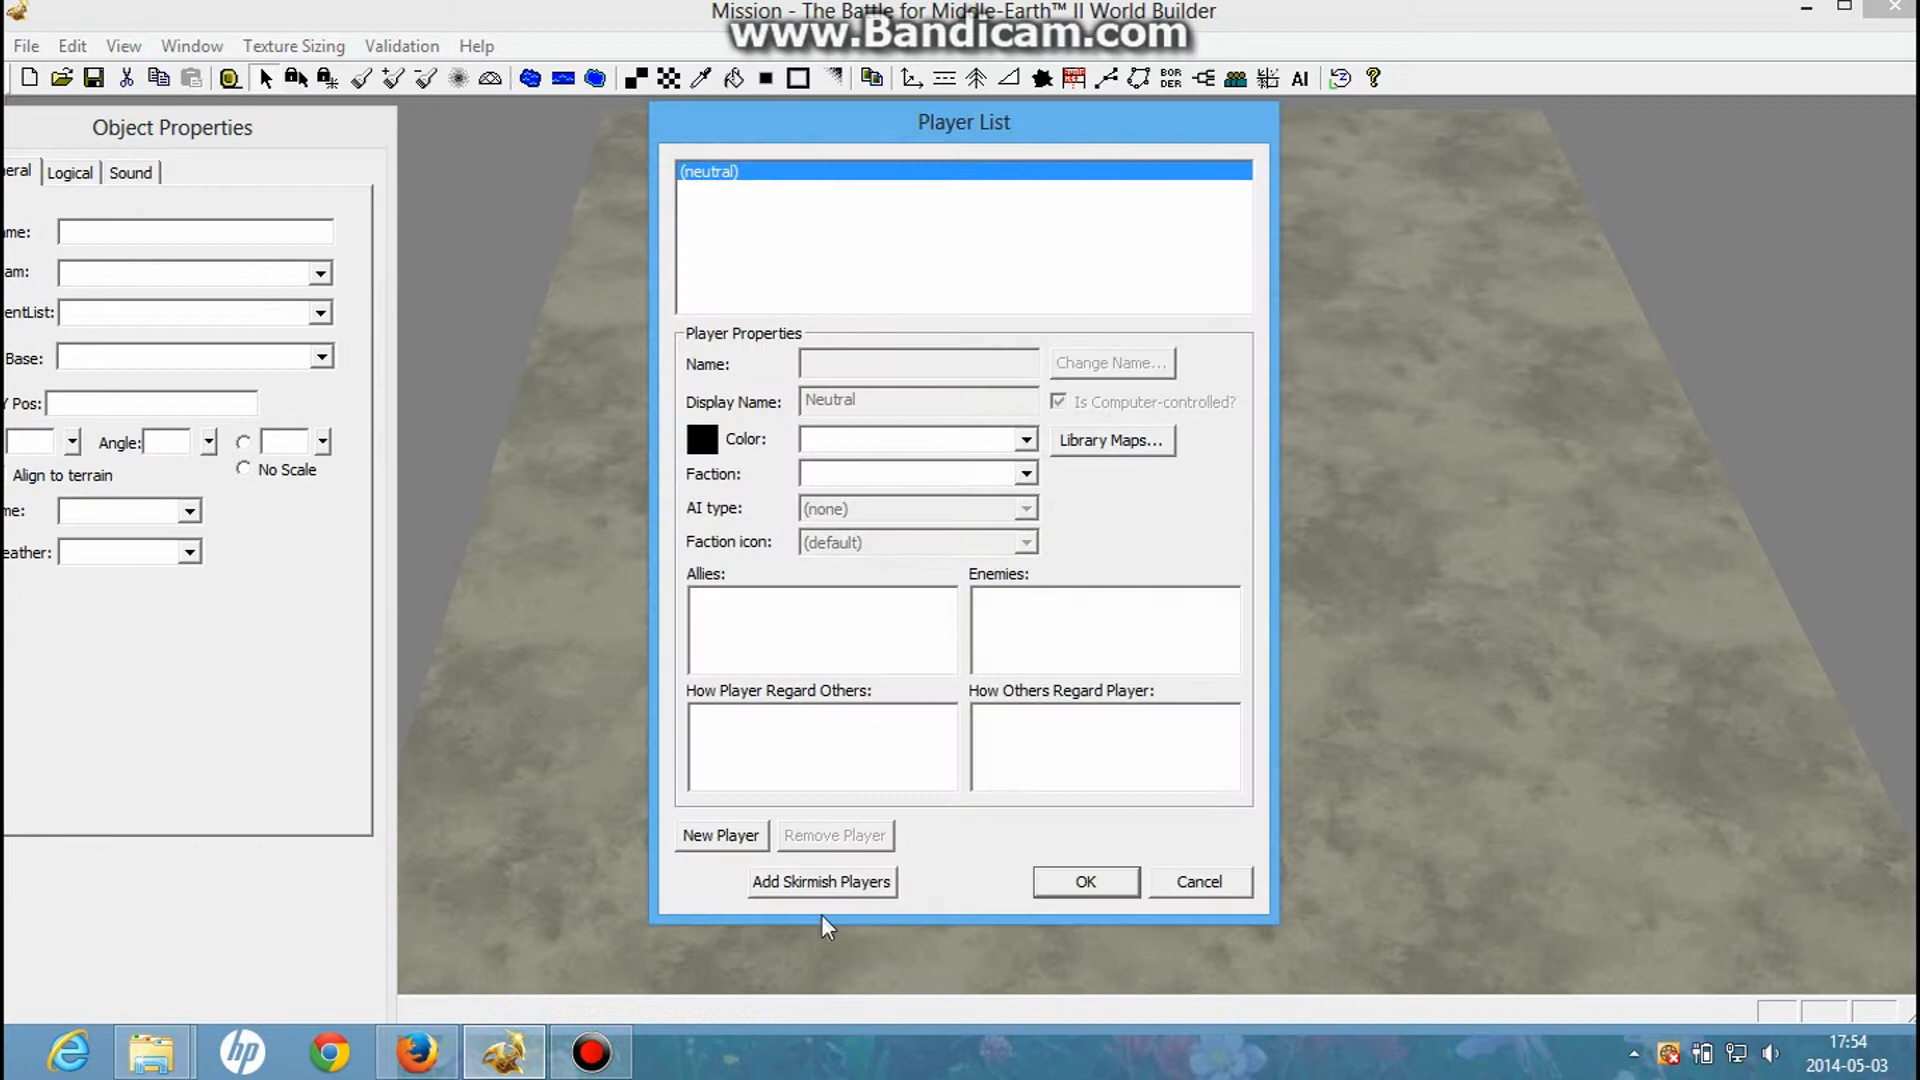 Mission - The Battle for Middle-Earth™ II World Builder
www.Bandicam.com
File Edit View Window Texture Sizing Validation Help
BOR
DER
AI
Object Properties
Player List
eral Logical Sound
(neutral)
ame:
am:
entList:
Base:
Y Pos:
Angle:
No Scale
Align to terrain
me:
eather:
Player Properties
Name: Change Name...
Display Name: Neutral Is Computer-controlled?
Color: Library Maps...
Faction:
AI type: (none)
Faction icon: (default)
Allies: Enemies:
How Player Regard Others: How Others Regard Player:
New Player Remove Player
Add Skirmish Players OK Cancel
hp
17:54
2014-05-03